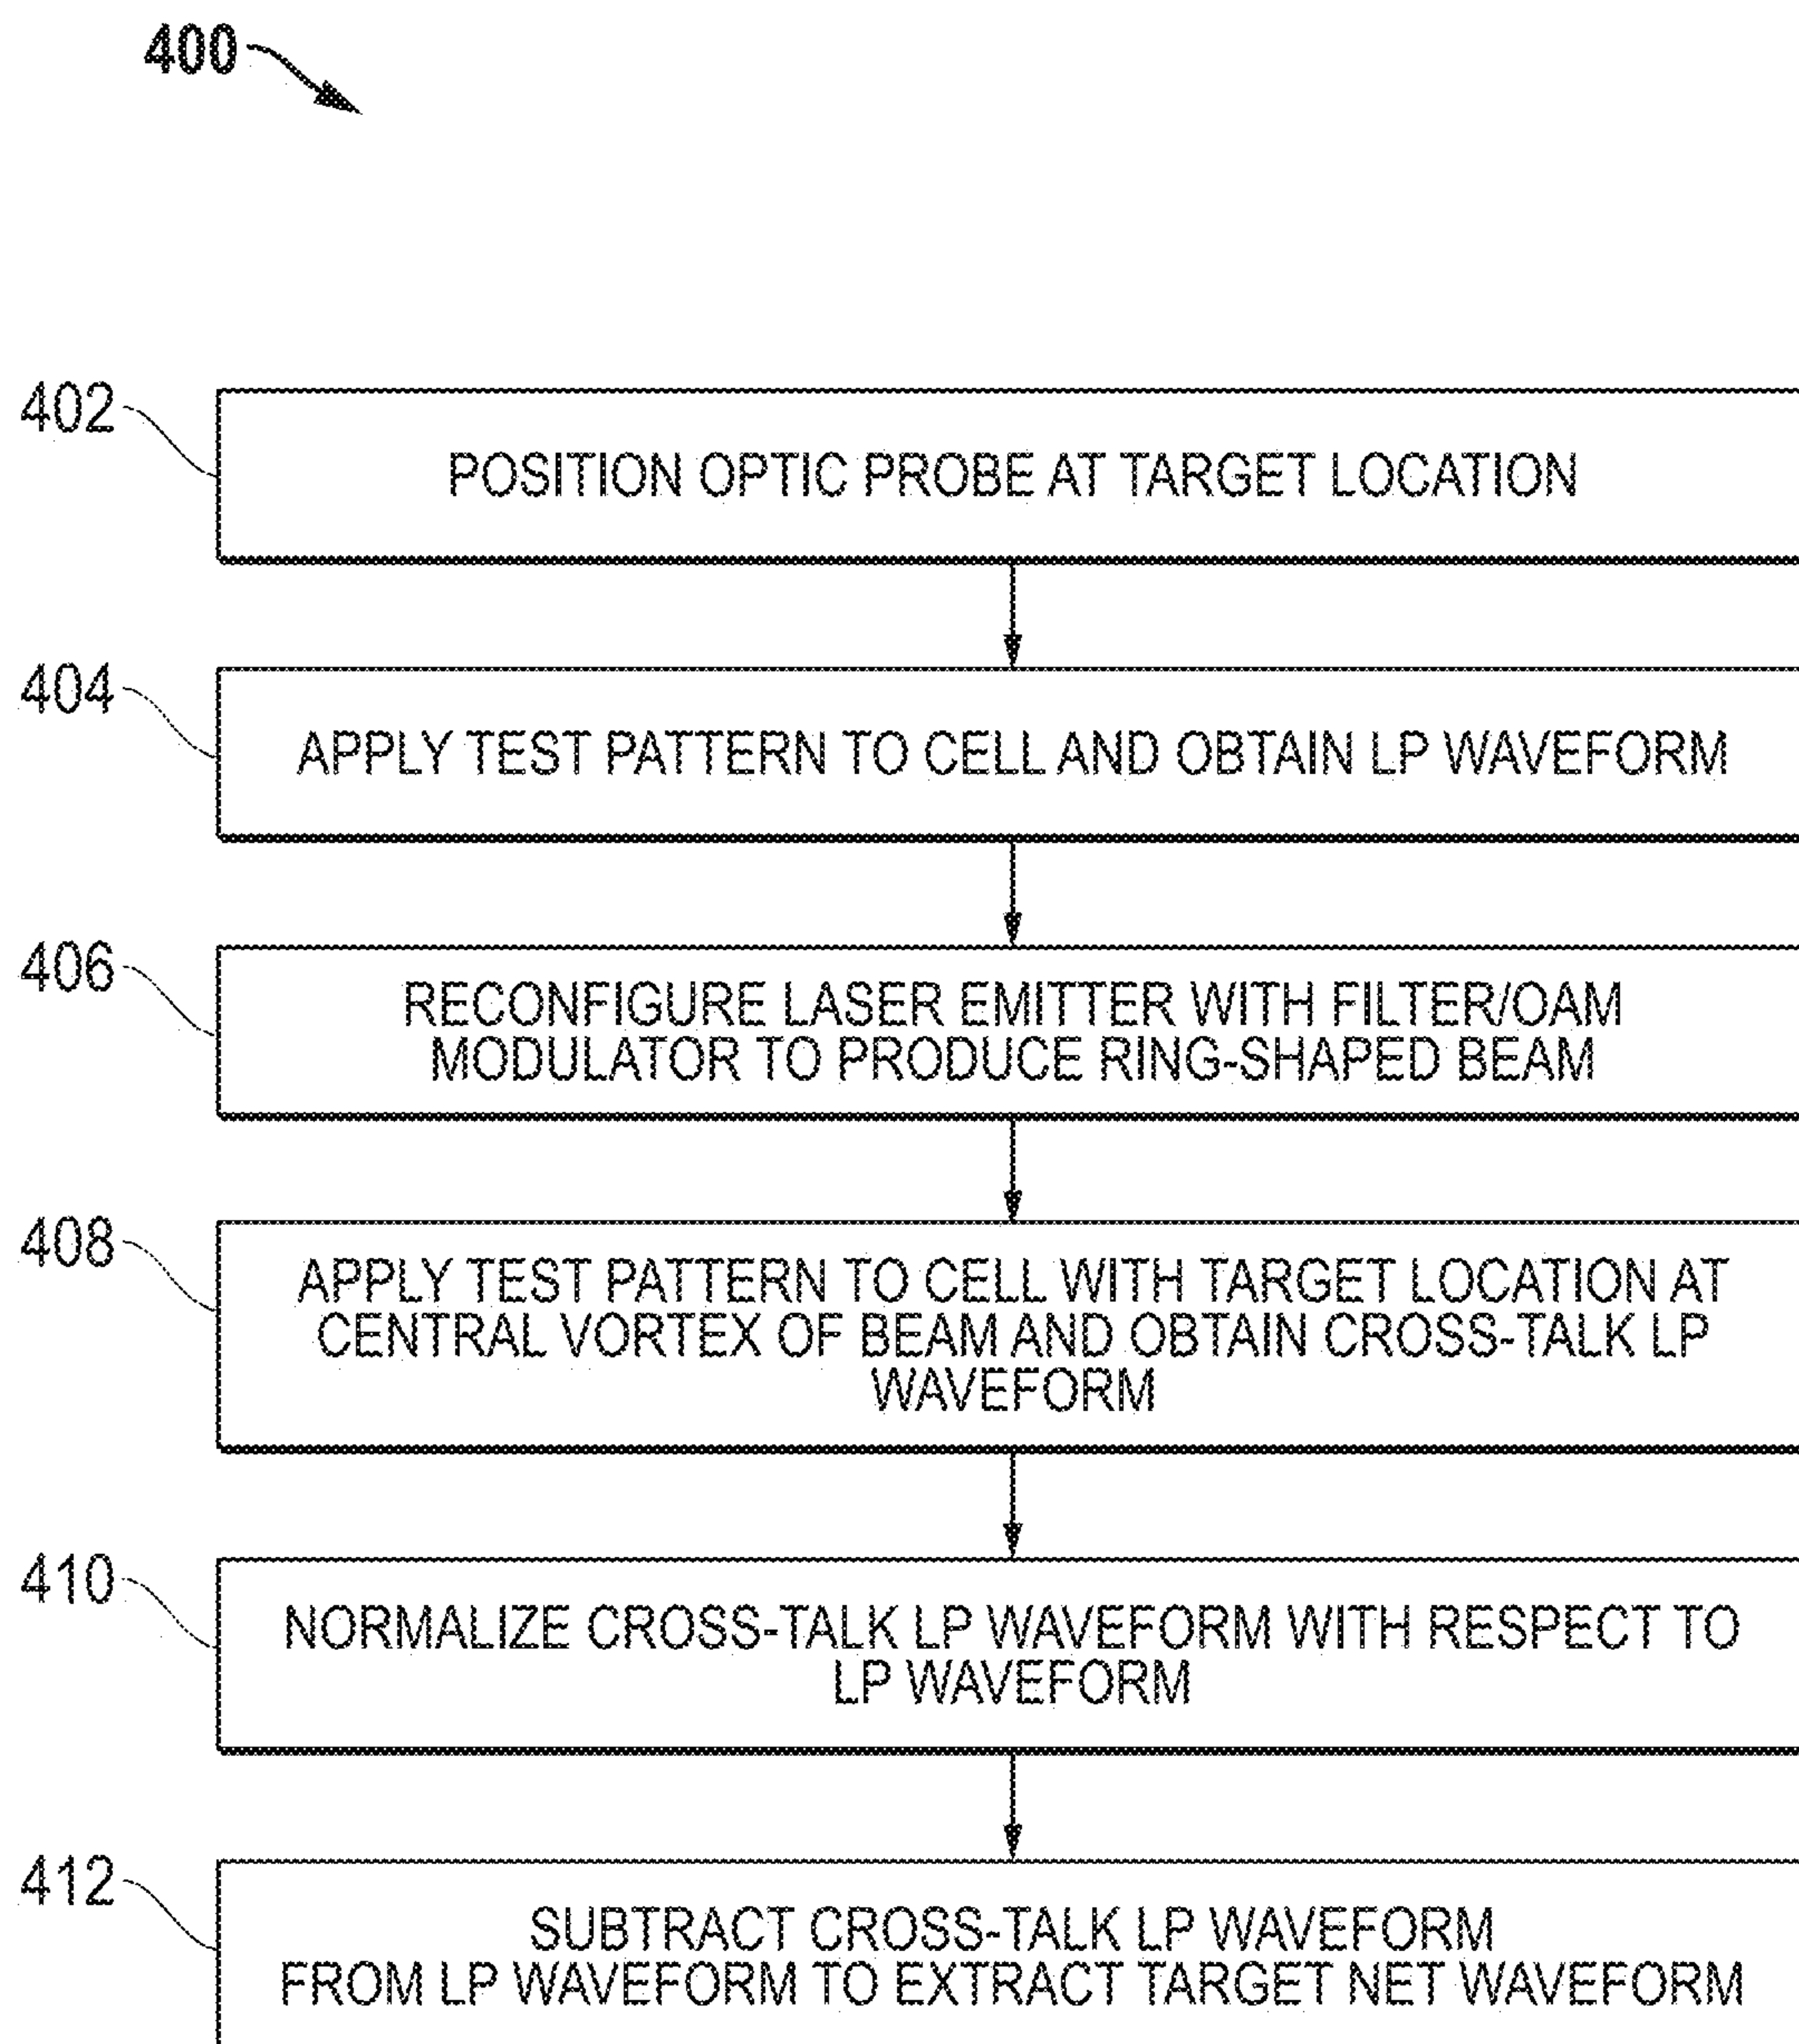 400
402
POSITION OPTIC PROBE AT TARGET LOCATION
404
APPLY TEST PATTERN TO CELL AND OBTAIN LP WAVEFORM
406
RECONFIGURE LASER EMITTER WITH FILTER/OAM
MODULATOR TO PRODUCE RING-SHAPED BEAM
408
APPLY TEST PATTERN TO CELL WITH TARGET LOCATION AT
CENTRAL VORTEX OF BEAM AND OBTAIN CROSS-TALK LP
WAVEFORM
410
NORMALIZE CROSS-TALK LP WAVEFORM WITH RESPECT TO
LP WAVEFORM
412
SUBTRACT CROSS-TALK LP WAVEFORM
FROM LP WAVEFORM TO EXTRACT TARGET NET WAVEFORM